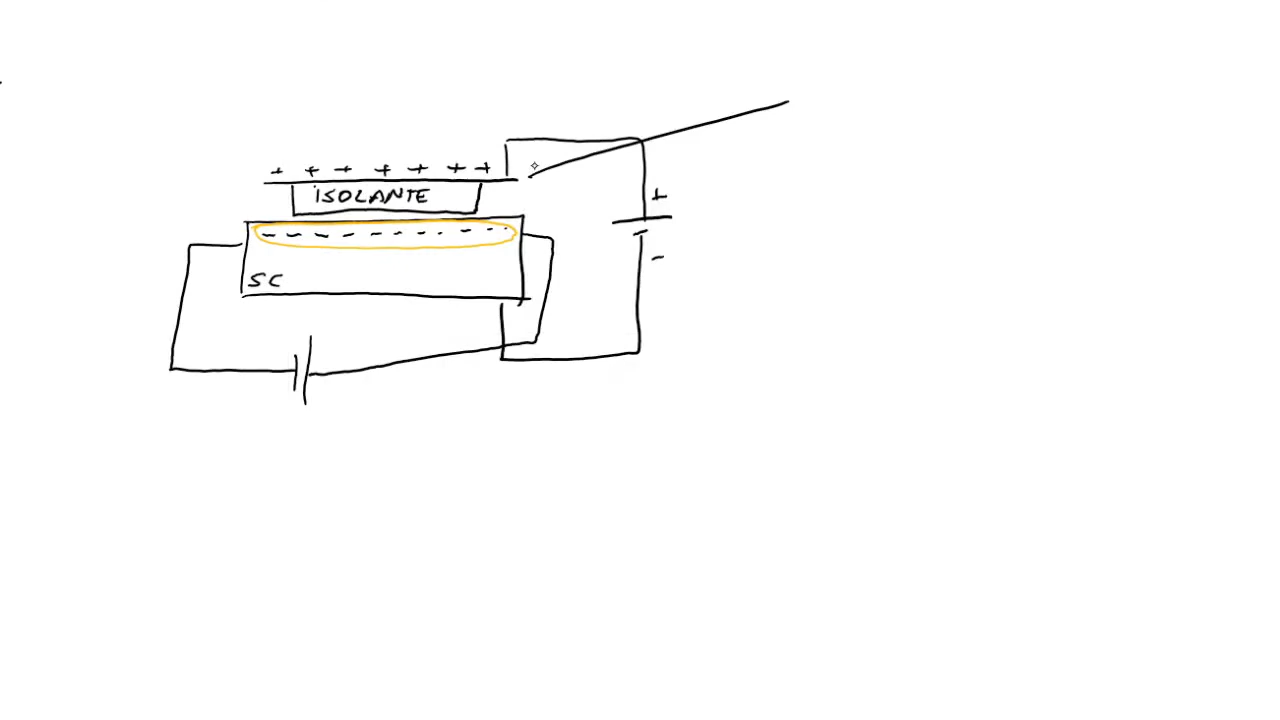 + + + + + + +
ISOLANTE
+
- - - - - - - - - -
-
SC